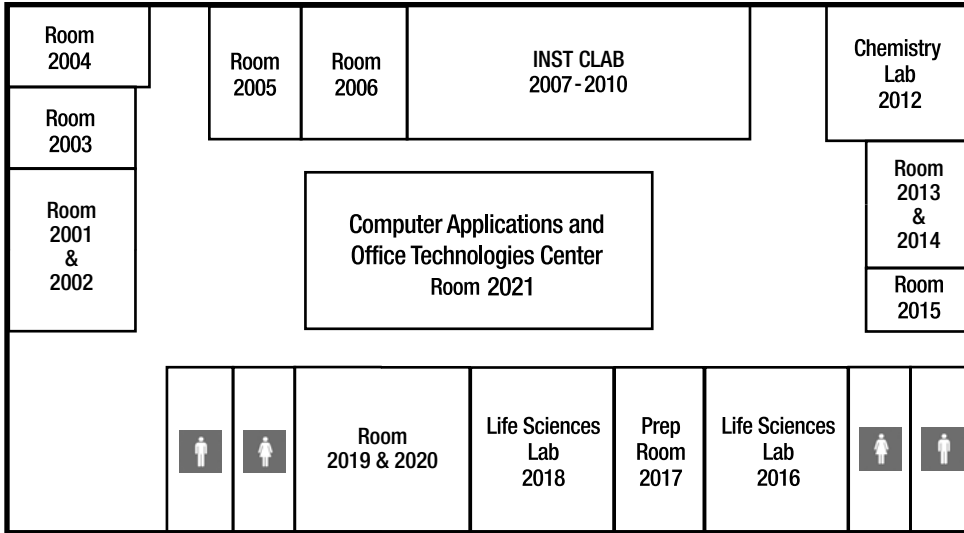 Room
2004
Room
2003
Room
2001
&
2002
Room
2005
Room
2006
INST CLAB
2007-2010
Chemistry
Lab
2012
Room
2013
&
2014
Room
2015
Computer Applications and
Office Technologies Center
Room 2021
Room
2019 & 2020
Life Sciences
Lab
2018
Prep
Room
2017
Life Sciences
Lab
2016